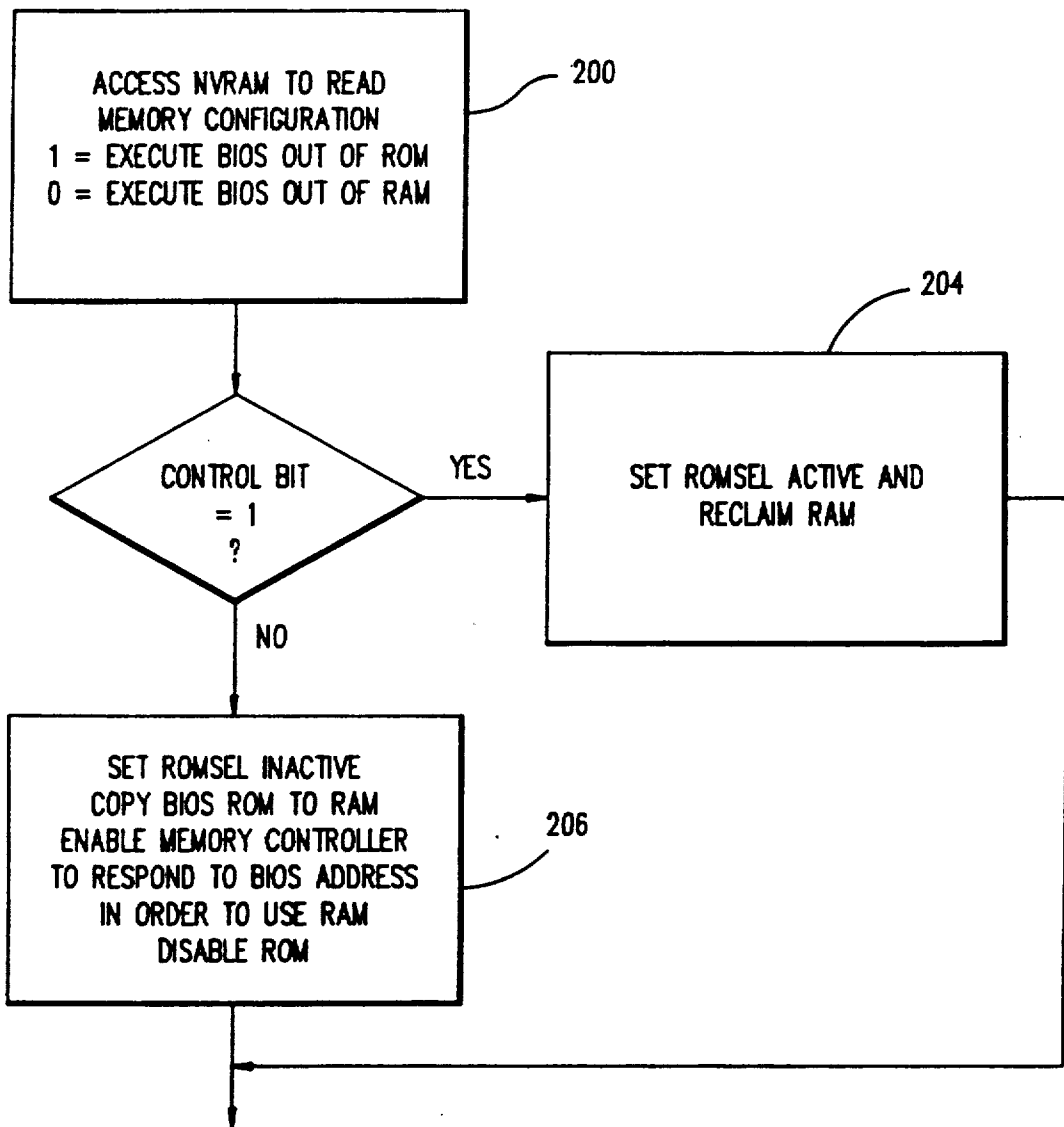 ACCESS NVRAM TO READ
MEMORY CONFIGURATION
1 = EXECUTE BIOS OUT OF ROM
0 = EXECUTE BIOS OUT OF RAM
200
204
CONTROL BIT
= 1
?
YES
SET ROMSEL ACTIVE AND
RECLAIM RAM
NO
SET ROMSEL INACTIVE
COPY BIOS ROM TO RAM
ENABLE MEMORY CONTROLLER
TO RESPOND TO BIOS ADDRESS
IN ORDER TO USE RAM
DISABLE ROM
206